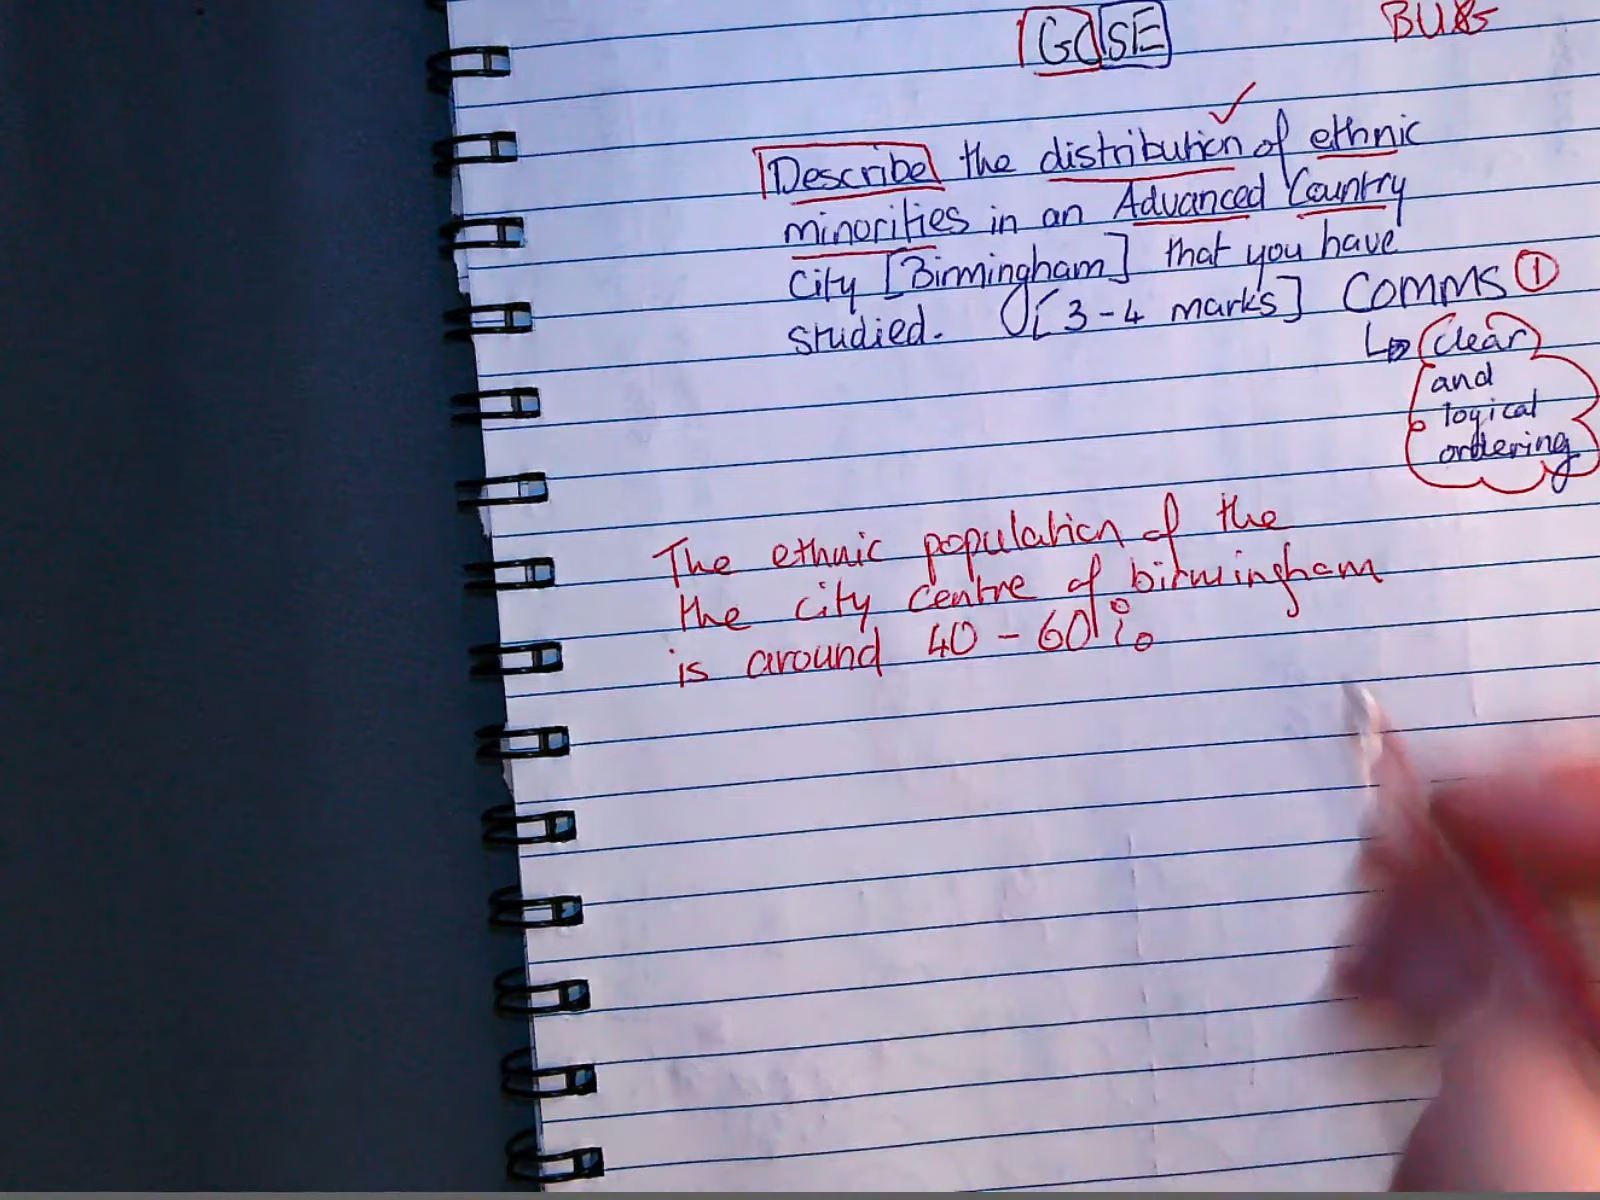 GCSE
BUGS
Describe the distribution of ethnic
minorities in an Advanced Country
City [Birmingham] that you have
studied. [3-4 marks] COMMS ①
↳ clear
and
logical
ordering
The ethnic population of the
the city centre of birmingham
is around 40 - 60%